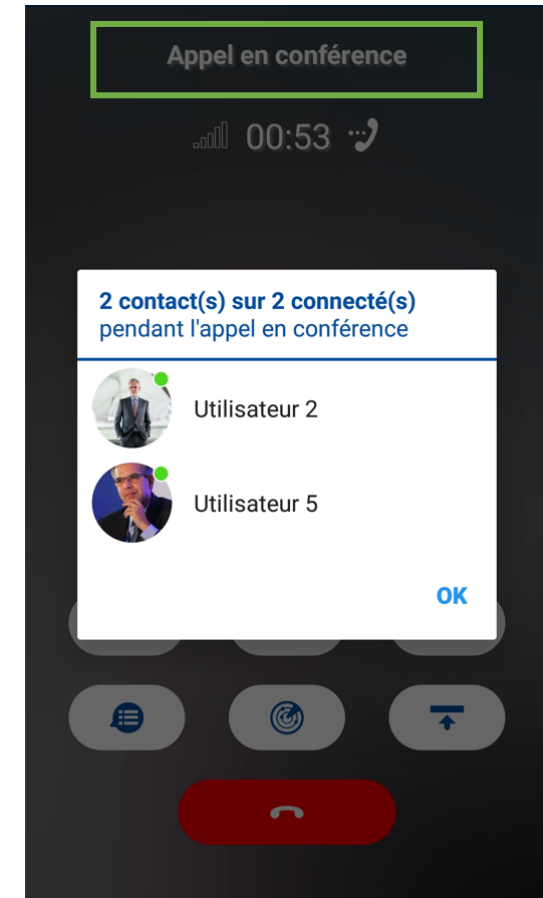 Appel en conférence
00:53
2 contact(s) sur 2 connecté(s)
pendant l'appel en conférence
Utilisateur 2
Utilisateur 5
OK